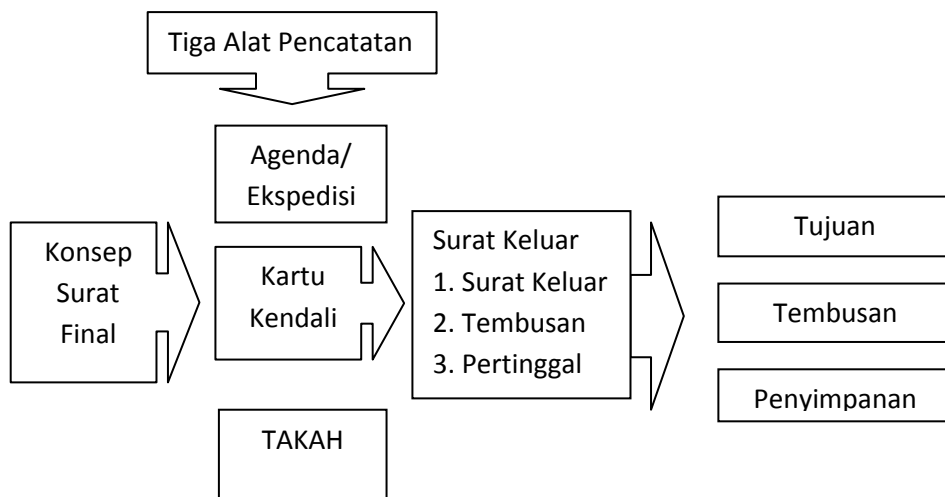 Tiga Alat Pencatatan
Agenda/
Ekspedisi
Konsep
Surat
Final
Kartu
Kendali
TAKAH
Surat Keluar
1. Surat Keluar
2. Tembusan
3. Pertinggal
Tujuan
Tembusan
Penyimpanan